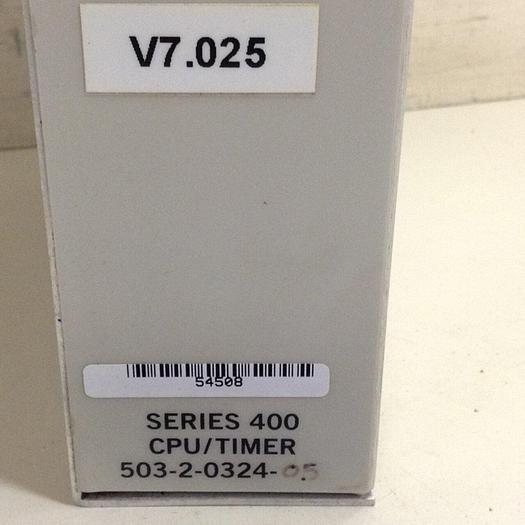 V7.025
54508
SERIES 400
CPU/TIMER
503-2-0324-05